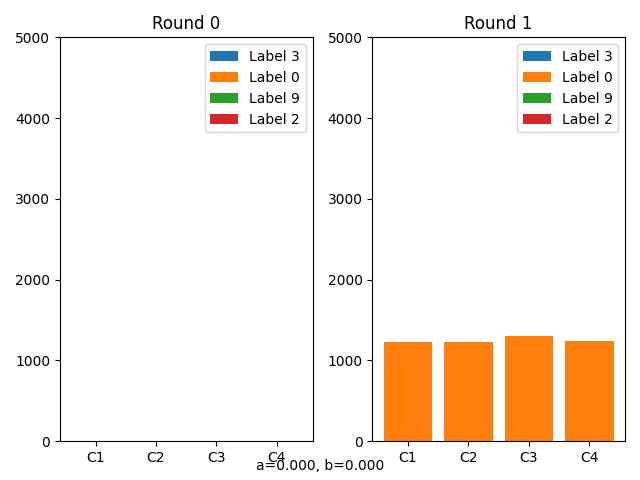 Round 0
5000
4000
3000
2000
1000
0
Label 3
Label 0
Label 9
Label 2
C1 C2 C3 C4
Round 1
5000
4000
3000
2000
1000
0
Label 3
Label 0
Label 9
Label 2
C1 C2 C3 C4
a=0.000, b=0.000